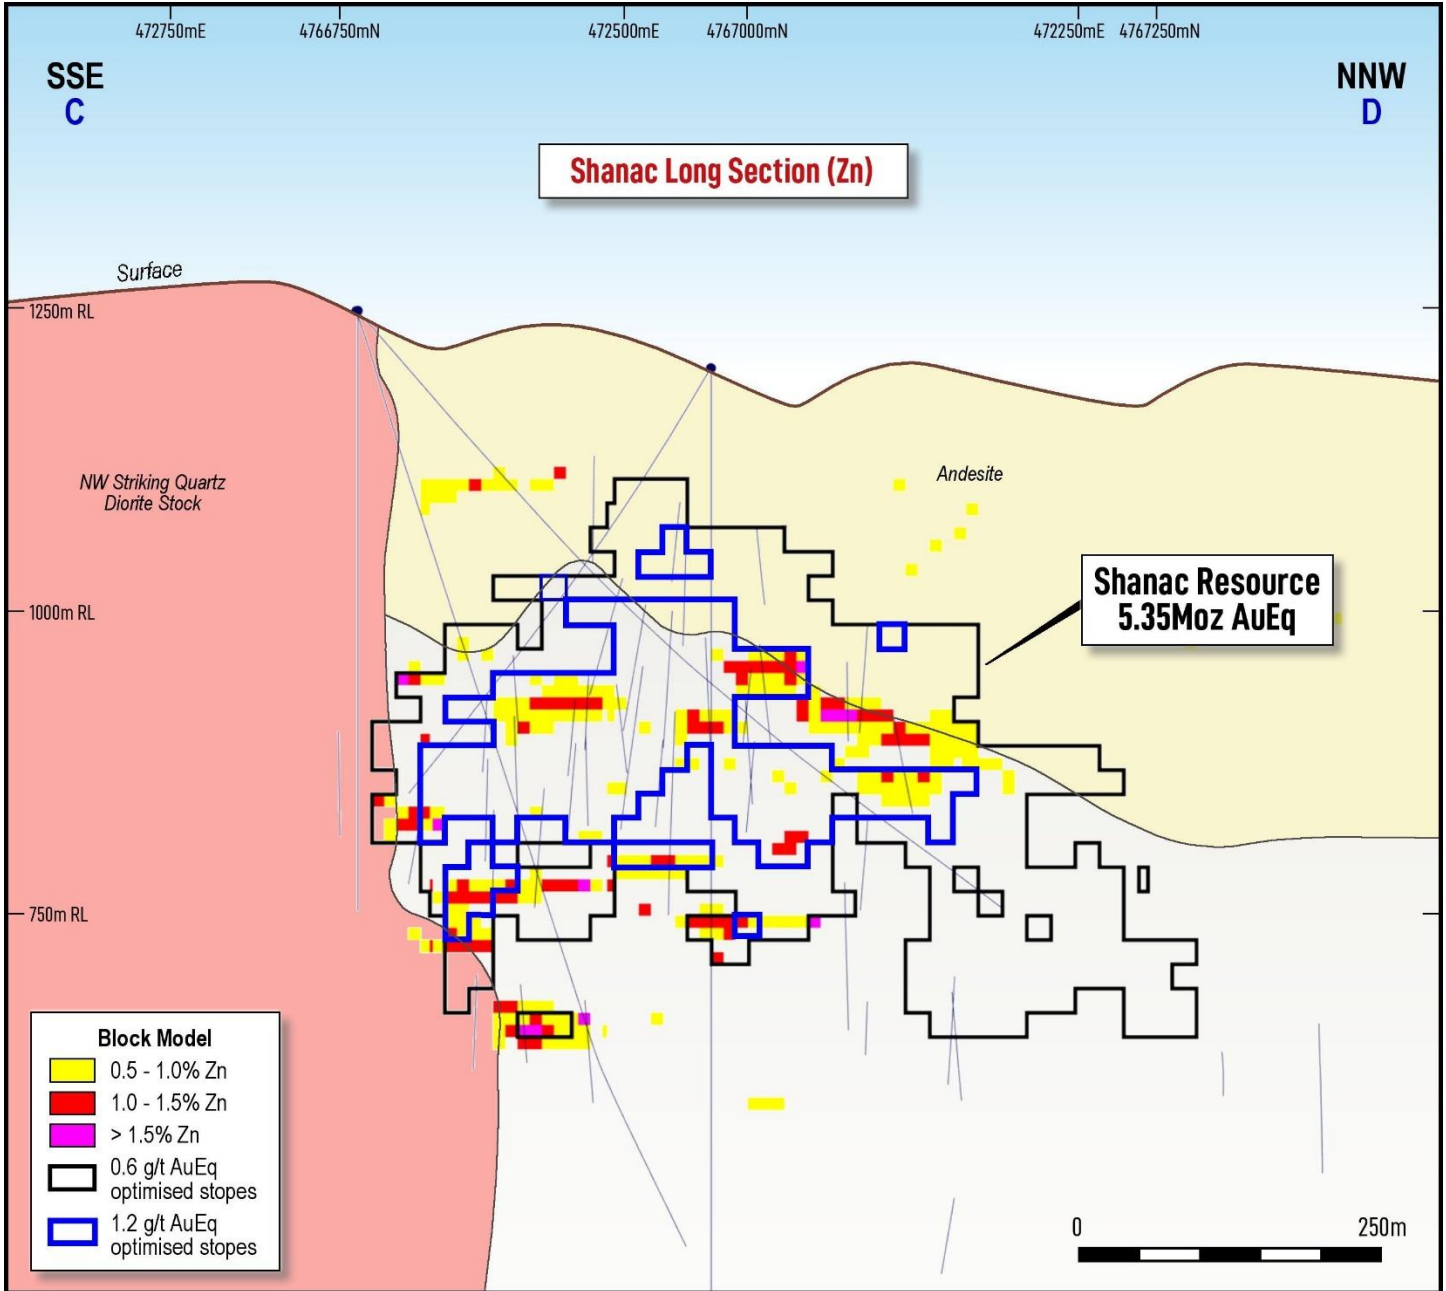 472750mE
4766750mN
472500mE
4767000mN
472250mE
4767250mN
SSE
C
NNW
D
Shanac Long Section (Zn)
Surface
1250m RL
NW Striking Quartz
Diorite Stock
Andesite
Shanac Resource
5.35Moz AuEq
1000m RL
750m RL
Block Model
0.5 - 1.0% Zn
1.0 - 1.5% Zn
> 1.5% Zn
0.6 g/t AuEq
optimised stopes
1.2 g/t AuEq
optimised stopes
0
250m